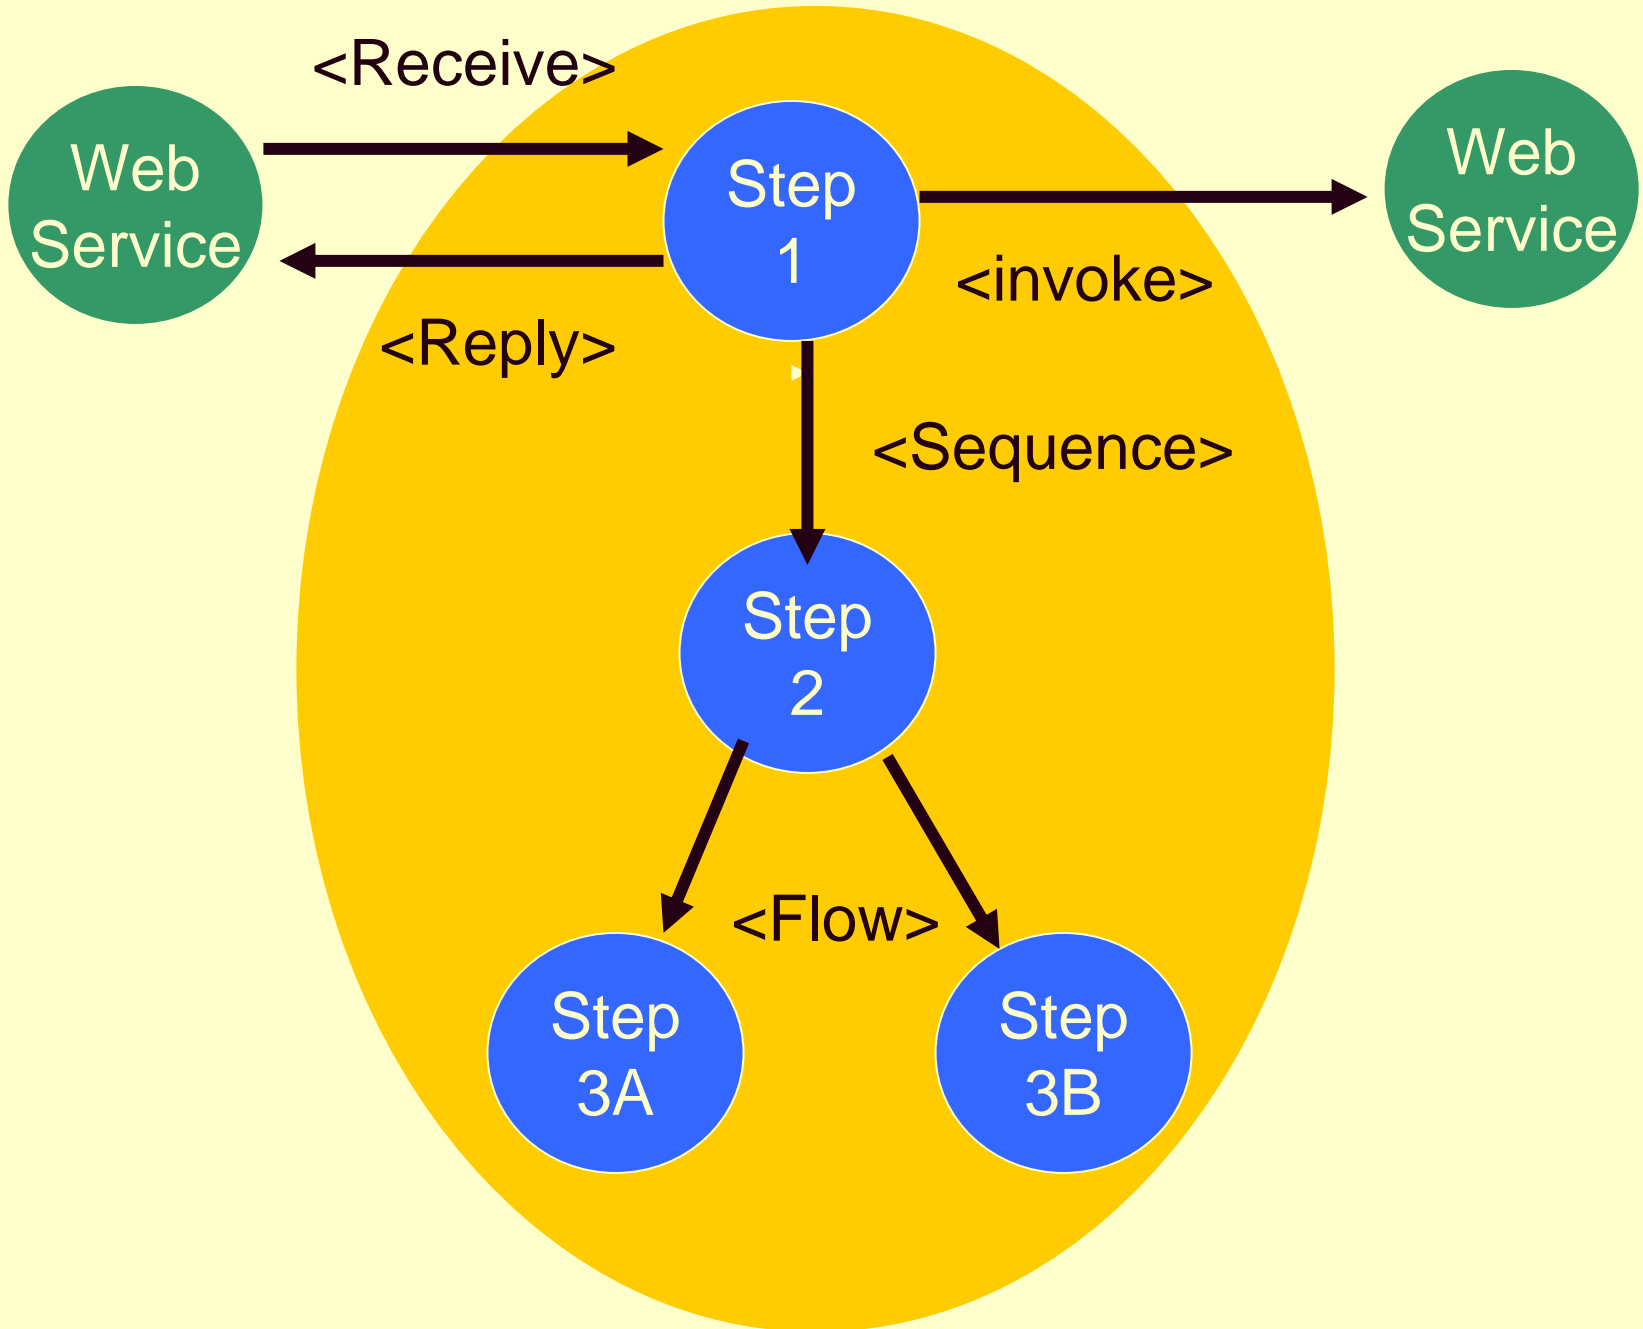 <Receive>
Web
Service
Step
1
Web
Service
<invoke>
<Reply>
<Sequence>
Step
2
<Flow>
Step
3A
Step
3B